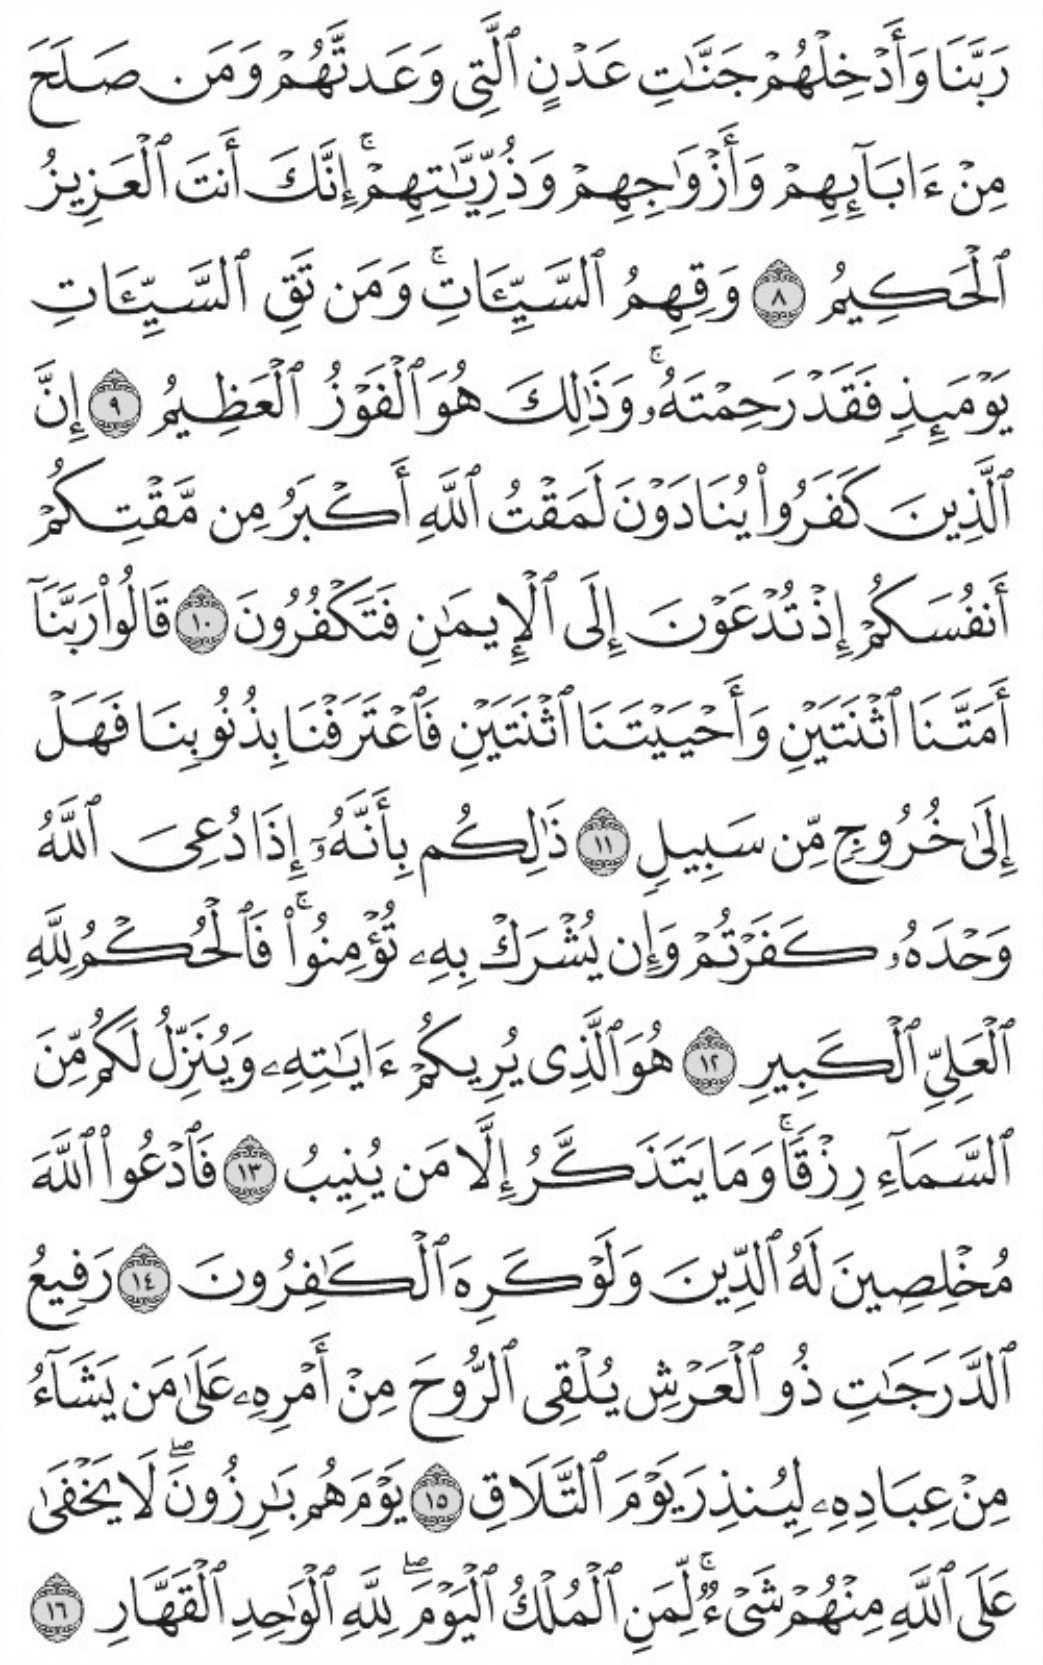 رَبَّنَا وَأَدْخِلْهُمْ جَنَّٰتِ عَدْنٍ ٱلَّتِى وَعَدتَّهُمْ وَمَن صَلَحَ
مِنْ ءَابَآئِهِمْ وَأَزْوَٰجِهِمْ وَذُرِّيَّٰتِهِمْ ۚ إِنَّكَ أَنتَ ٱلْعَزِيزُ
ٱلْحَكِيمُ ٨ وَقِهِمُ ٱلسَّيِّـَٔاتِ ۚ وَمَن تَقِ ٱلسَّيِّـَٔاتِ
يَوْمَئِذٍ فَقَدْ رَحِمْتَهُۥ ۚ وَذَٰلِكَ هُوَ ٱلْفَوْزُ ٱلْعَظِيمُ ٩ إِنَّ
ٱلَّذِينَ كَفَرُوا۟ يُنَادَوْنَ لَمَقْتُ ٱللَّهِ أَكْبَرُ مِن مَّقْتِكُمْ
أَنفُسَكُمْ إِذْ تُدْعَوْنَ إِلَى ٱلْإِيمَٰنِ فَتَكْفُرُونَ ١٠ قَالُوا۟ رَبَّنَآ
أَمَتَّنَا ٱثْنَتَيْنِ وَأَحْيَيْتَنَا ٱثْنَتَيْنِ فَٱعْتَرَفْنَا بِذُنُوبِنَا فَهَلْ
إِلَىٰ خُرُوجٍ مِّن سَبِيلٍ ١١ ذَٰلِكُم بِأَنَّهُۥٓ إِذَا دُعِىَ ٱللَّهُ
وَحْدَهُۥ كَفَرْتُمْ وَإِن يُشْرَكْ بِهِۦ تُؤْمِنُوا۟ ۚ فَٱلْحُكْمُ لِلَّهِ
ٱلْعَلِىِّ ٱلْكَبِيرِ ١٢ هُوَ ٱلَّذِى يُرِيكُمْ ءَايَٰتِهِۦ وَيُنَزِّلُ لَكُم مِّنَ
ٱلسَّمَآءِ رِزْقًا ۚ وَمَا يَتَذَكَّرُ إِلَّا مَن يُنِيبُ ١٣ فَٱدْعُوا۟ ٱللَّهَ
مُخْلِصِينَ لَهُ ٱلدِّينَ وَلَوْ كَرِهَ ٱلْكَٰفِرُونَ ١٤ رَفِيعُ
ٱلدَّرَجَٰتِ ذُو ٱلْعَرْشِ يُلْقِى ٱلرُّوحَ مِنْ أَمْرِهِۦ عَلَىٰ مَن يَشَآءُ
مِنْ عِبَادِهِۦ لِيُنذِرَ يَوْمَ ٱلتَّلَاقِ ١٥ يَوْمَ هُم بَٰرِزُونَ ۖ لَا يَخْفَىٰ
عَلَى ٱللَّهِ مِنْهُمْ شَىْءٌ ۚ لِّمَنِ ٱلْمُلْكُ ٱلْيَوْمَ ۖ لِلَّهِ ٱلْوَٰحِدِ ٱلْقَهَّارِ ١٦